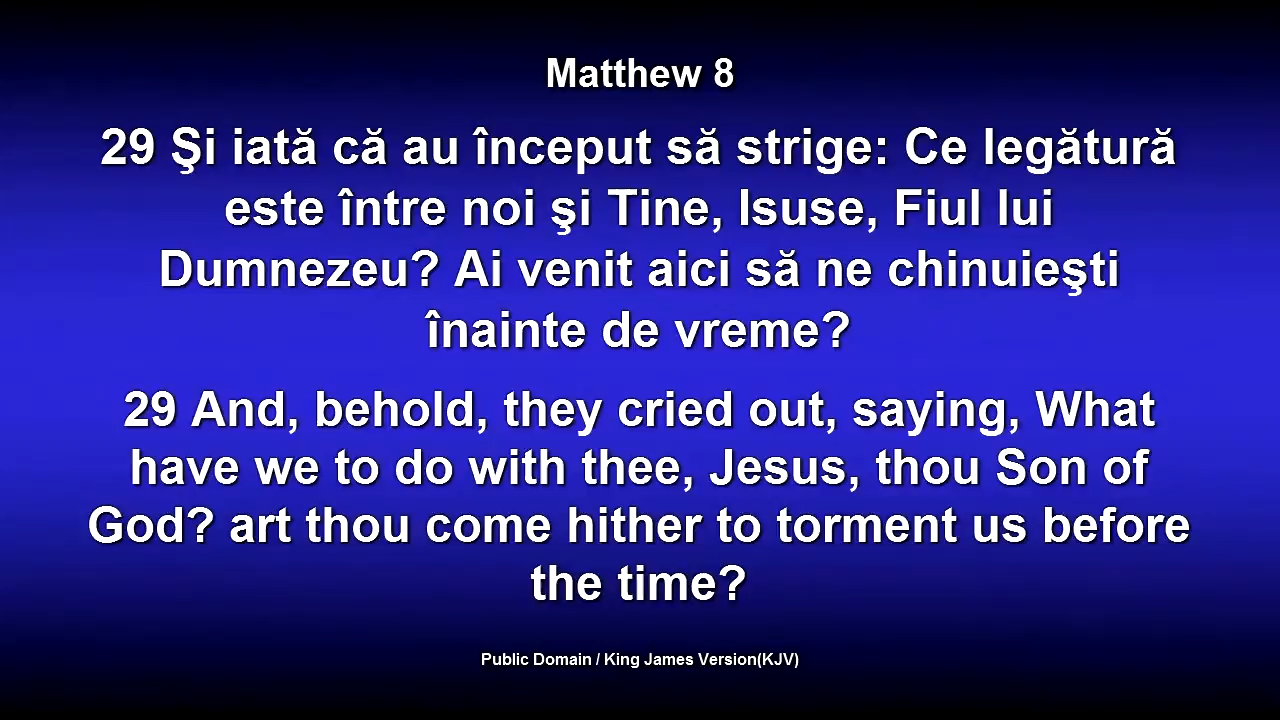 Matthew 8
29 Şi iată că au început să strige: Ce legătură
este între noi şi Tine, Isuse, Fiul lui
Dumnezeu? Ai venit aici să ne chinuieşti
înainte de vreme?
29 And, behold, they cried out, saying, What
have we to do with thee, Jesus, thou Son of
God? art thou come hither to torment us before
the time?
Public Domain / King James Version(KJV)